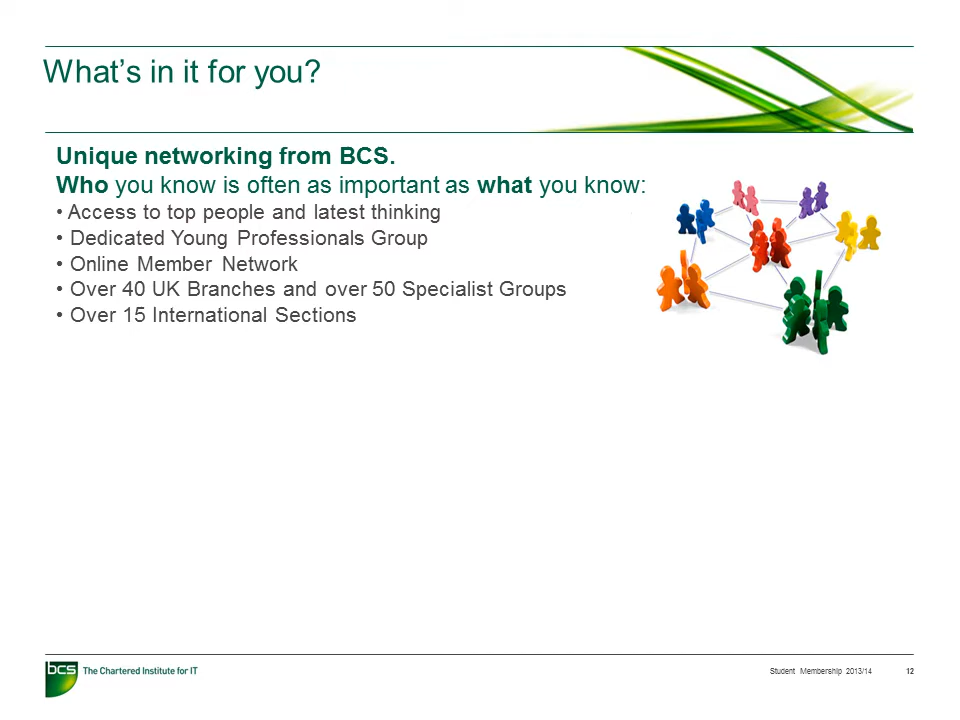 What’s in it for you?
Unique networking from BCS.
Who you know is often as important as what you know:
• Access to top people and latest thinking
• Dedicated Young Professionals Group
• Online Member Network
• Over 40 UK Branches and over 50 Specialist Groups
• Over 15 International Sections
bcs The Chartered Institute for IT
Student Membership 2013/14 12